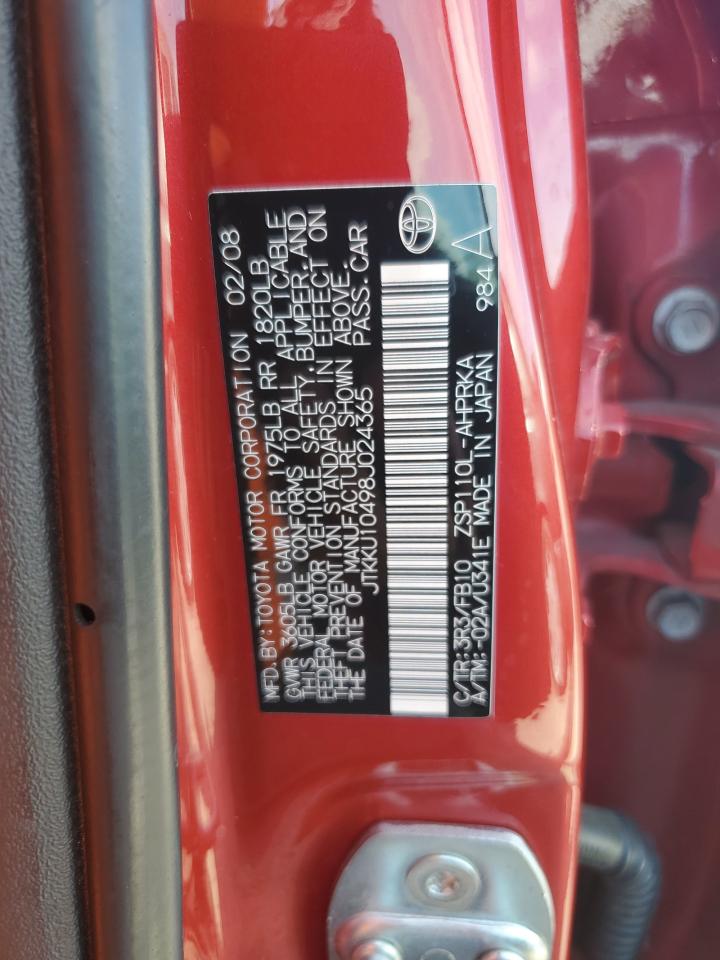 MFD.BY:TOYOTA MOTOR CORPORATION 02/08
GVWR 3605LB GAWR FR 1975LB RR 1820LB
THIS VEHICLE CONFORMS TO ALL APPLICABLE
FEDERAL MOTOR VEHICLE SAFETY, BUMPER, AND
THEFT PREVENTION STANDARDS IN EFFECT ON
THE DATE OF MANUFACTURE SHOWN ABOVE.
JTKKU10498J024365 PASS.CAR
C/TR:3R3/FB10 ZSP110L-AHPRKA
A/TM:-02A/U341E MADE IN JAPAN 984 A